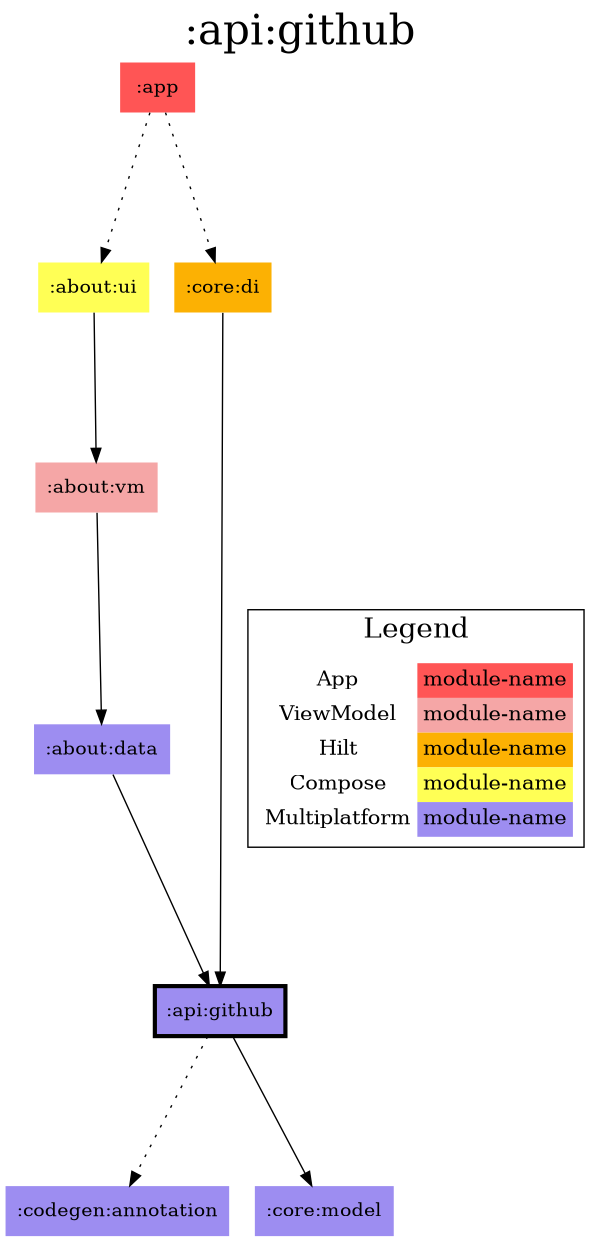 :api:github
:app
:about:ui
:core:di
:about:vm
Legend
App module-name
ViewModel module-name
Hilt module-name
Compose module-name
Multiplatform module-name
:about:data
:api:github
:codegen:annotation
:core:model